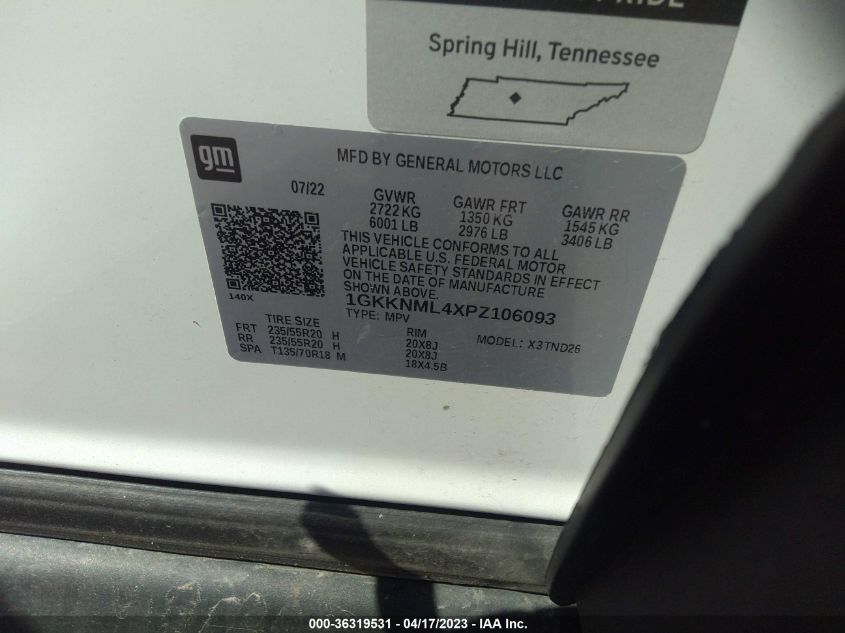 Spring Hill, Tennessee
gm
MFD BY GENERAL MOTORS LLC
07/22
GVWR GAWR FRT GAWR RR
2722 KG 1350 KG 1545 KG
6001 LB 2976 LB 3406 LB
THIS VEHICLE CONFORMS TO ALL
APPLICABLE U.S. FEDERAL MOTOR
VEHICLE SAFETY STANDARDS IN EFFECT
ON THE DATE OF MANUFACTURE
SHOWN ABOVE.
140X
1GKKNML4XPZ106093
TYPE: MPV
TIRE SIZE RIM MODEL: X3TND26
FRT 235/55R20 H 20X8J
RR 235/55R20 H 20X8J
SPA T135/70R18 M 18X4.5B
000-36319531 - 04/17/2023 - IAA Inc.